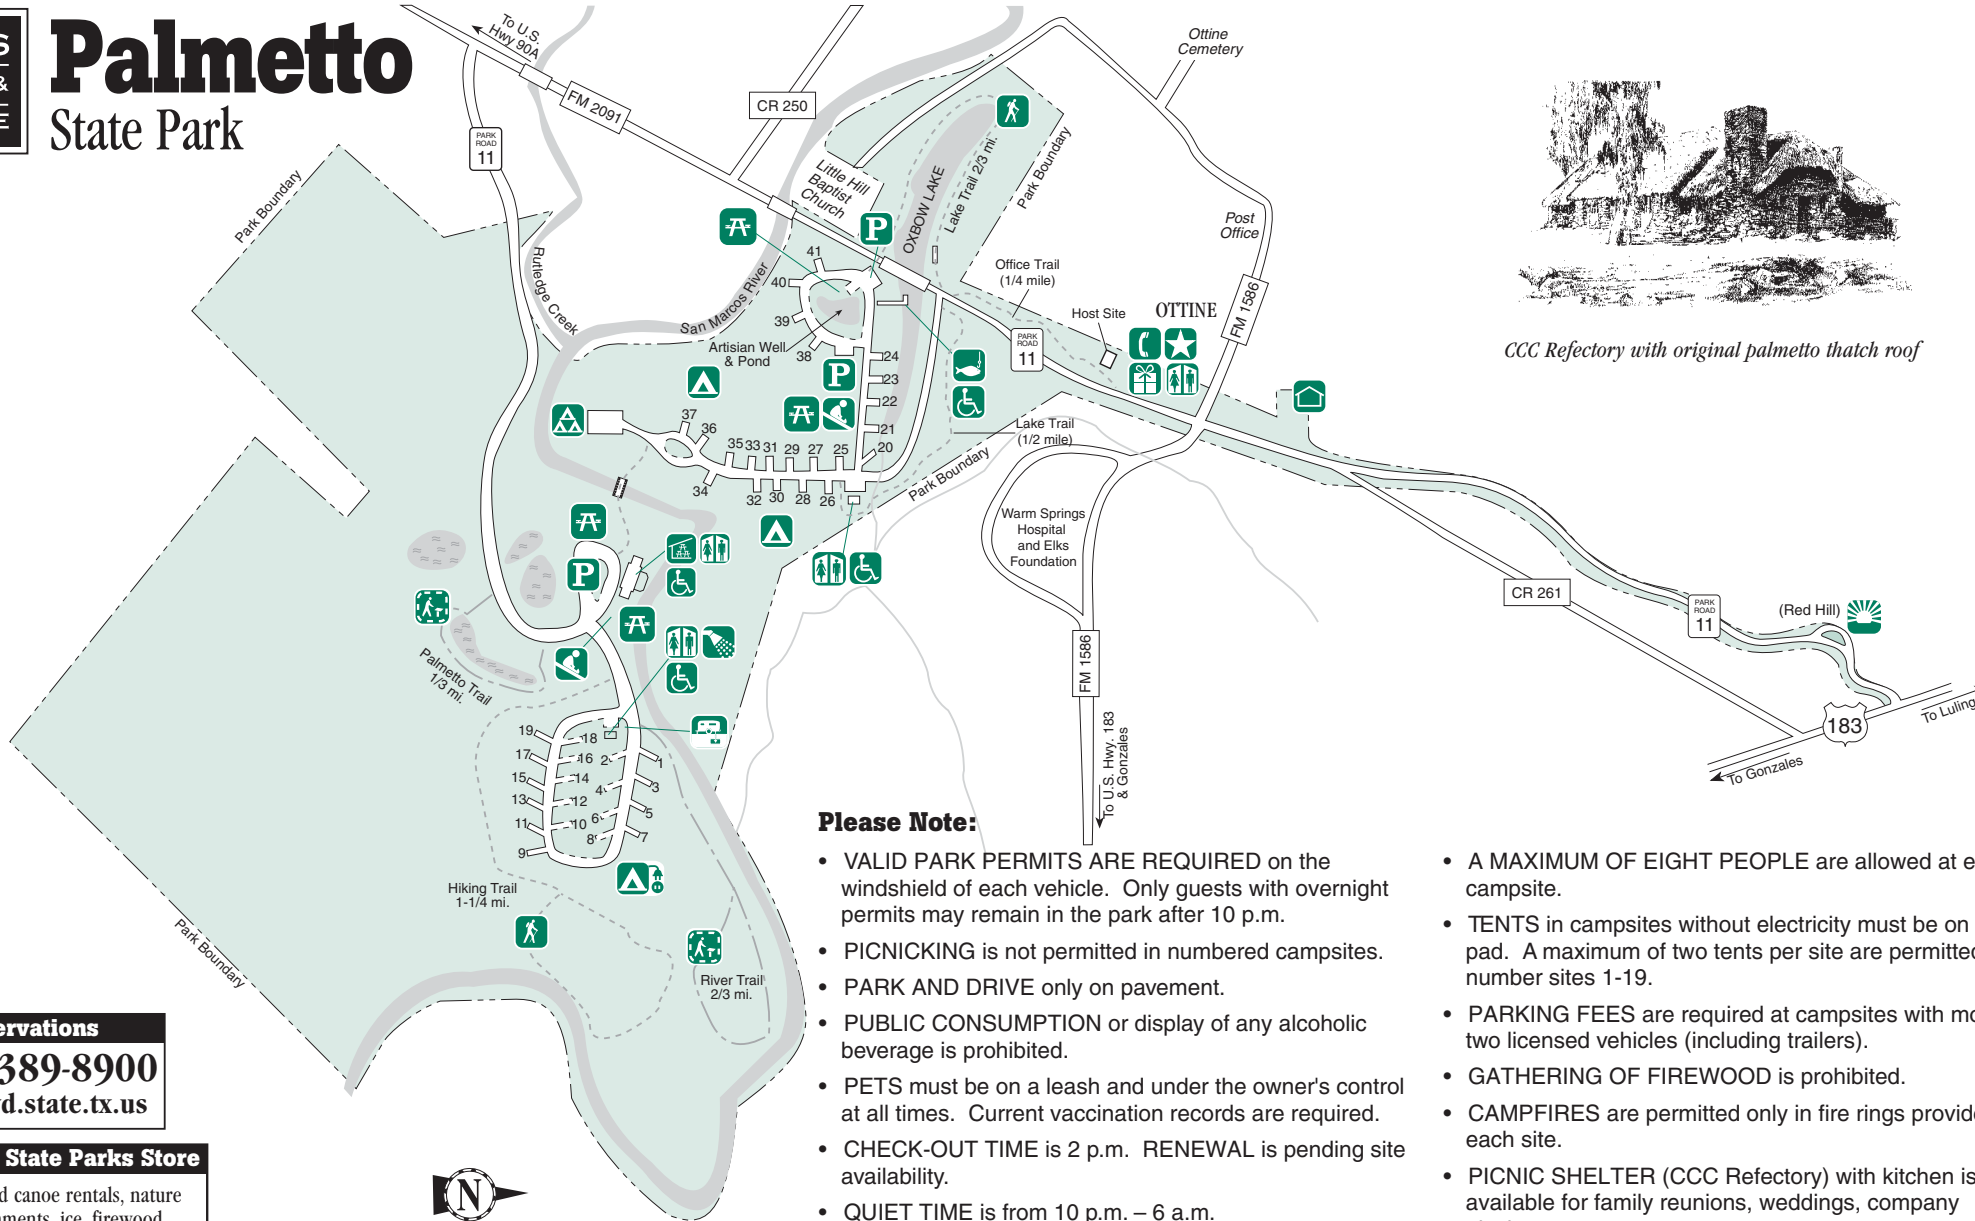 S
&
E
Palmetto
State Park
To U.S.
Hwy 90A
PARK
ROAD
11
FM 2091
CR 250
Ottine
Cemetery
Park Boundary
Little Hill
Baptist
Church
OXBOW LAKE
Lake Trail 2/3 mi.
Park Boundary
Post
Office
FM 1586
Rutledge Creek
San Marcos River
P
Office Trail
(1/4 mile)
Host Site
OTTINE
PARK
ROAD
11
CCC Refectory with original palmetto thatch roof
41
40
39
38
Artisian Well
& Pond
P
24
23
22
21
20
37
36
35 33 31 29 27 25
34
32 30 28 26
Lake Trail
(1/2 mile)
Park Boundary
Warm Springs
Hospital
and Elks
Foundation
FM 1586
To U.S. Hwy. 183
& Gonzales
CR 261
PARK
ROAD
11
(Red Hill)
183
To Luling
To Gonzales
P
Palmetto Trail
1/3 mi.
19
18
17
16
2
1
15
14
4
3
13
12
6
5
11
10
8
7
9
Hiking Trail
1-1/4 mi.
River Trail
2/3 mi.
Park Boundary
N
ervations
389-8900
d.state.tx.us
State Parks Store
d canoe rentals, nature
ments, ice, firewood
Please Note:
• VALID PARK PERMITS ARE REQUIRED on the
windshield of each vehicle. Only guests with overnight
permits may remain in the park after 10 p.m.
• PICNICKING is not permitted in numbered campsites.
• PARK AND DRIVE only on pavement.
• PUBLIC CONSUMPTION or display of any alcoholic
beverage is prohibited.
• PETS must be on a leash and under the owner's control
at all times. Current vaccination records are required.
• CHECK-OUT TIME is 2 p.m. RENEWAL is pending site
availability.
• QUIET TIME is from 10 p.m. – 6 a.m.
• A MAXIMUM OF EIGHT PEOPLE are allowed at e
campsite.
• TENTS in campsites without electricity must be on
pad. A maximum of two tents per site are permitted
number sites 1-19.
• PARKING FEES are required at campsites with mo
two licensed vehicles (including trailers).
• GATHERING OF FIREWOOD is prohibited.
• CAMPFIRES are permitted only in fire rings provide
each site.
• PICNIC SHELTER (CCC Refectory) with kitchen is
available for family reunions, weddings, company